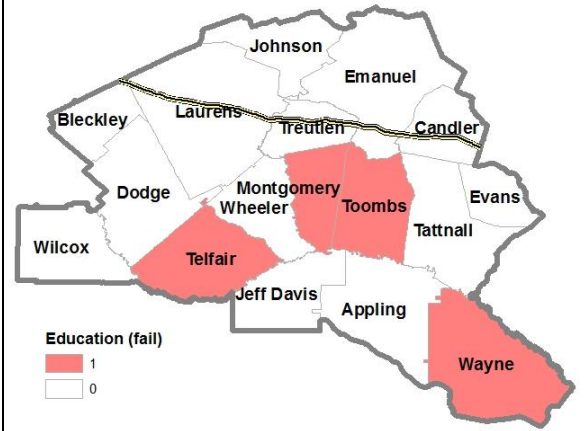 Johnson
Emanuel
Laurens
Bleckley
Treutlen
Candler
Dodge
Montgomery
Evans
Wheeler
Toombs
Tattnall
Wilcox
Telfair
Jeff Davis
Appling
Education (fail)
1
Wayne
0